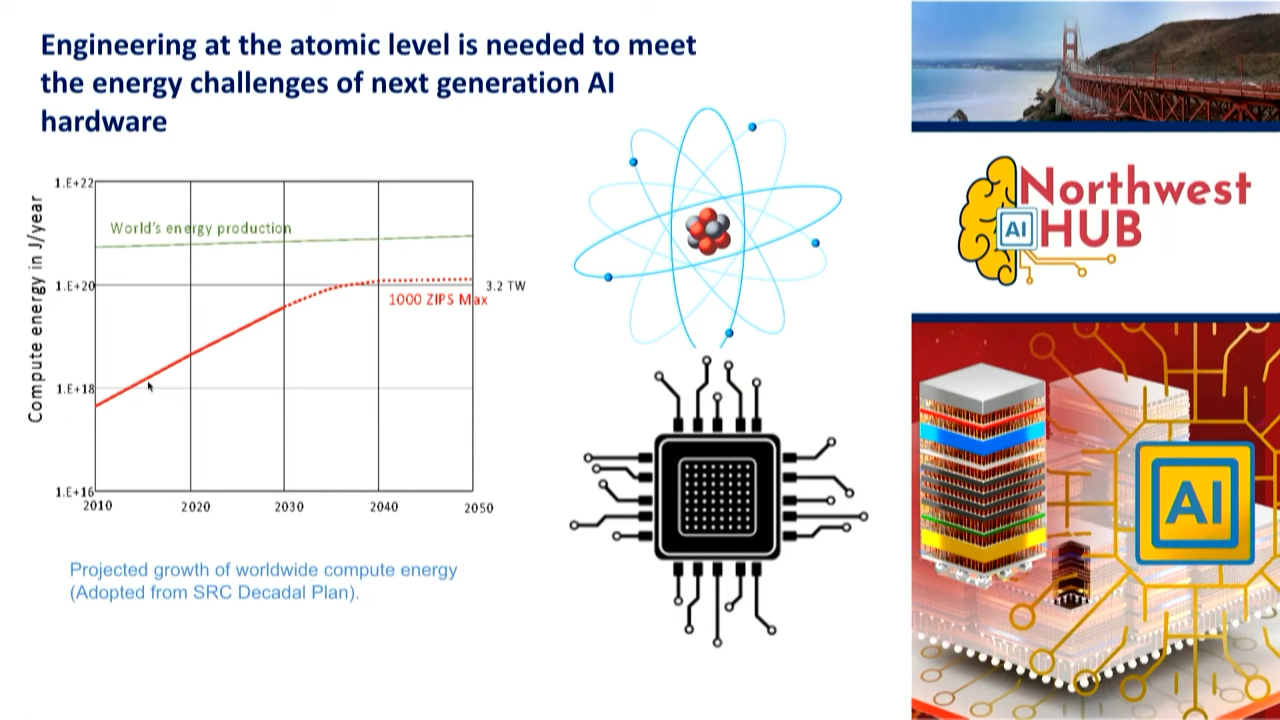 Engineering at the atomic level is needed to meet
the energy challenges of next generation AI
hardware
Compute energy in J/year
1.E+22
1.E+20
1.E+18
1.E+16
World's energy production
3.2 TW
1000 ZIPS Max
2010
2020
2030
2040
2050
Projected growth of worldwide compute energy
(Adopted from SRC Decadal Plan).
Northwest
AI HUB
AI